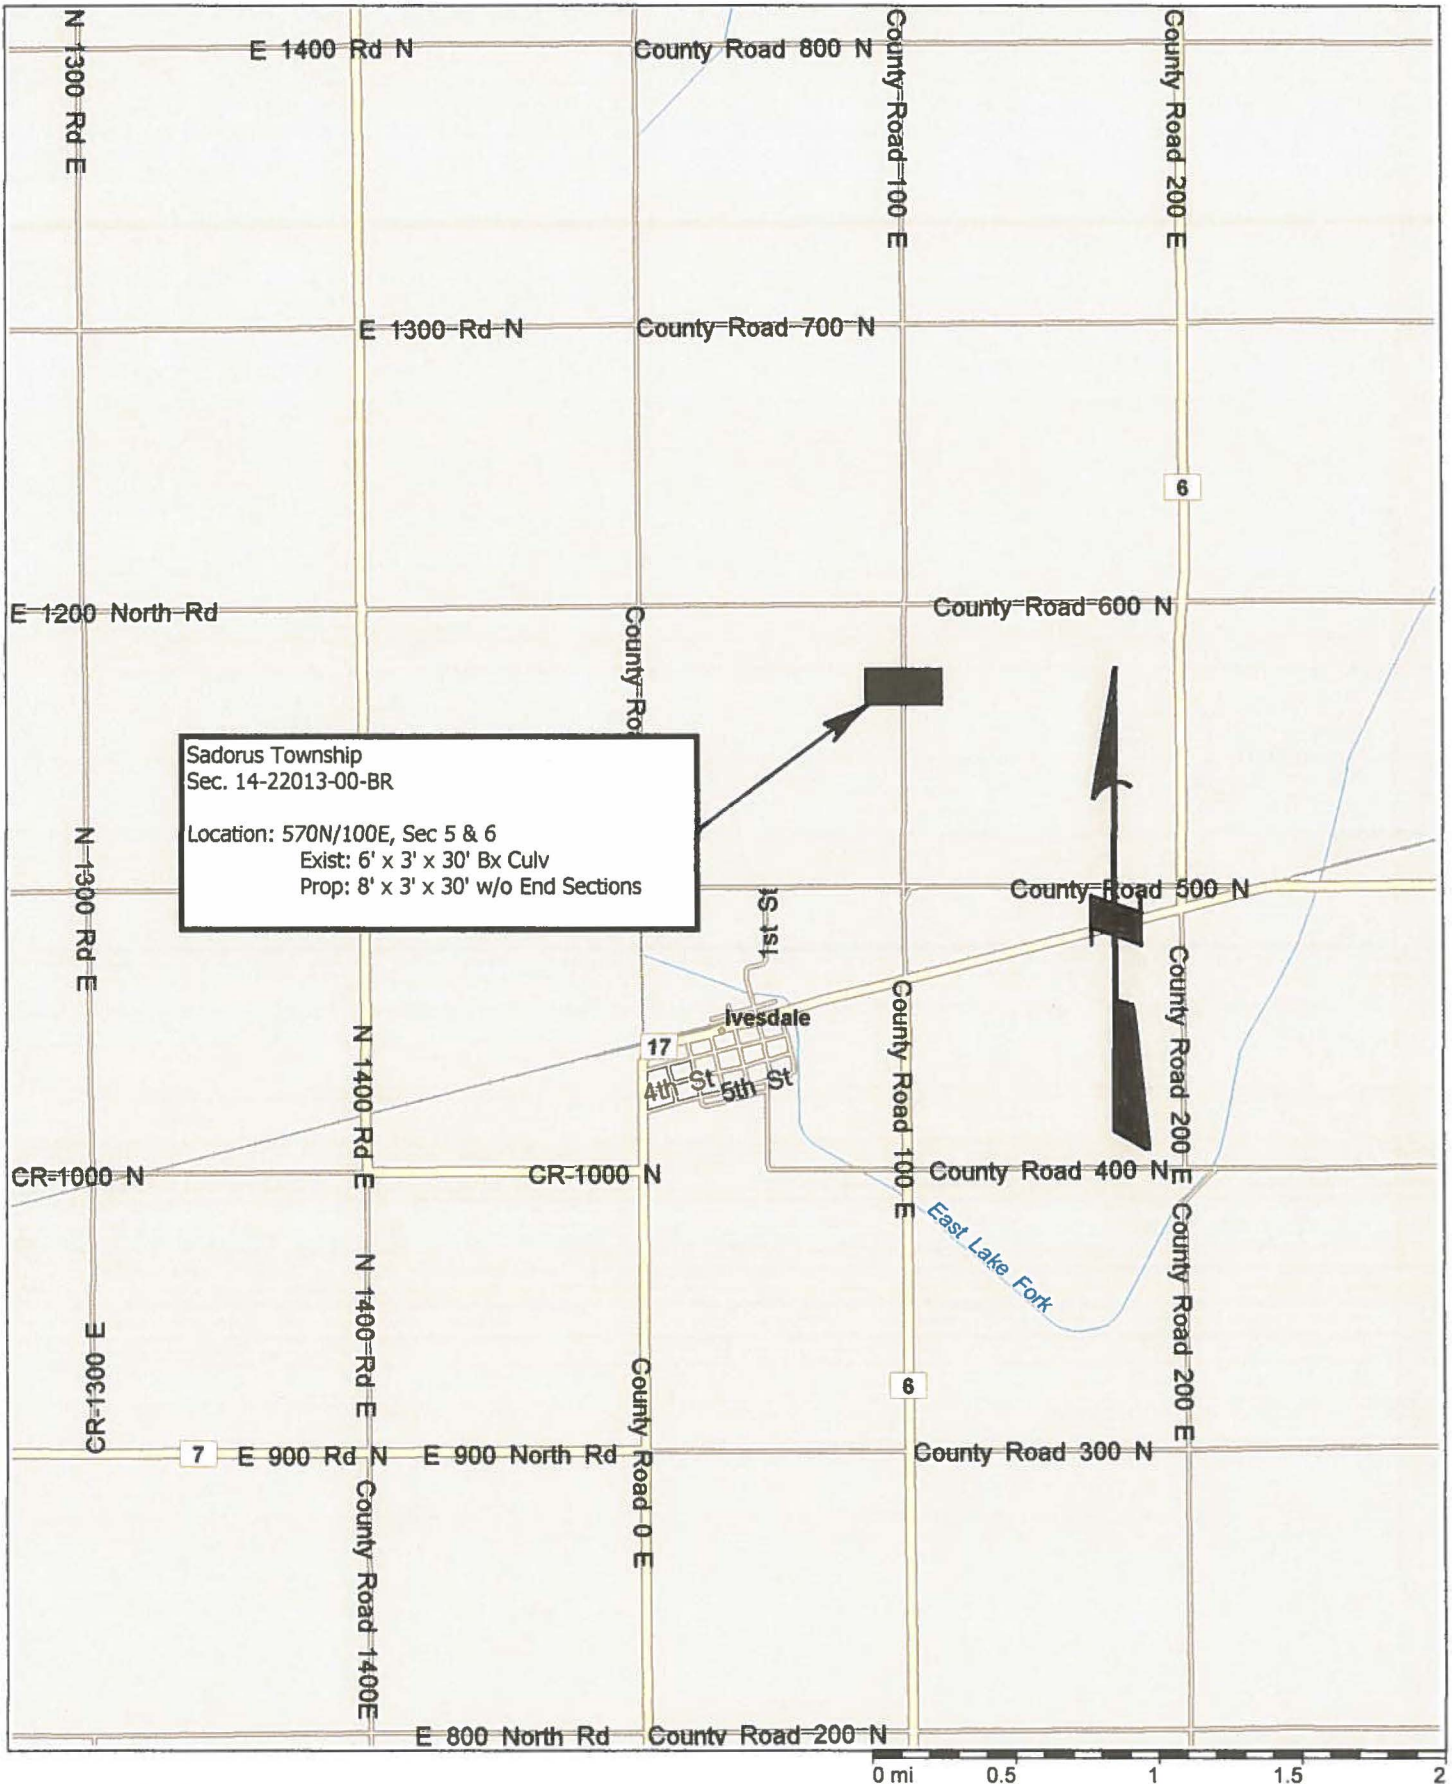 N 1300 Rd E
E 1400 Rd N
County Road 800 N
County Road 100 E
County Road 200 E
E 1300 Rd N
County Road 700 N
6
E 1200 North Rd
County Roa
County Road 600 N
Sadorus Township
Sec. 14-22013-00-BR
Location: 570N/100E, Sec 5 & 6
Exist: 6' x 3' x 30' Bx Culv
Prop: 8' x 3' x 30' w/o End Sections
N 1300 Rd E
1st St
County Road 500 N
Ivesdale
17
4th St
5th St
N 1400 Rd E
County Road 100 E
County Road 200 E
CR-1000 N
CR-1000 N
County Road 400 N
East Lake Fork
N 1400 Rd E
County Road 200 E
CR-1300 E
6
County Road 0 E
7
E 900 Rd N
E 900 North Rd
County Road 300 N
County Road 1400E
E 800 North Rd
County Road 200 N
0 mi
0.5
1
1.5
2